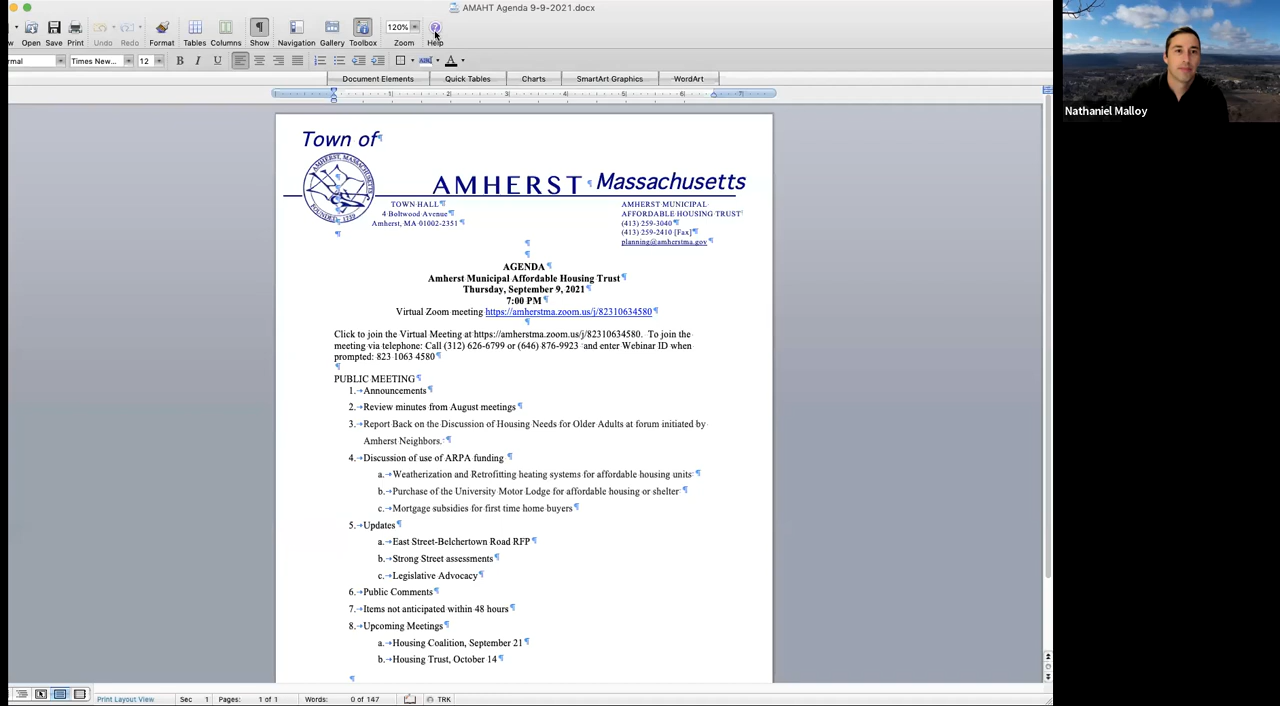 AMAHT Agenda 9-9-2021.docx
Open Save Print Undo Redo Format Tables Columns Show Navigation Gallery Toolbox Zoom Help
120%
rmal Times New... 12 B I U ABC A
Document Elements Quick Tables Charts SmartArt Graphics WordArt
Nathaniel Malloy
Town of
AMHERST Massachusetts
TOWN HALL
4 Boltwood Avenue
Amherst, MA 01002-2351
AMHERST MUNICIPAL
AFFORDABLE HOUSING TRUST
(413) 259-3040
(413) 259-2410 [Fax]
planning@amherstma.gov
AGENDA
Amherst Municipal Affordable Housing Trust
Thursday, September 9, 2021
7:00 PM
Virtual Zoom meeting https://amherstma.zoom.us/j/82310634580
Click to join the Virtual Meeting at https://amherstma.zoom.us/j/82310634580. To join the
meeting via telephone: Call (312) 626-6799 or (646) 876-9923 and enter Webinar ID when
prompted: 823 1063 4580
PUBLIC MEETING
1. Announcements
2. Review minutes from August meetings
3. Report Back on the Discussion of Housing Needs for Older Adults at forum initiated by
Amherst Neighbors.
4. Discussion of use of ARPA funding
a. Weatherization and Retrofitting heating systems for affordable housing units
b. Purchase of the University Motor Lodge for affordable housing or shelter
c. Mortgage subsidies for first time home buyers
5. Updates
a. East Street-Belchertown Road RFP
b. Strong Street assessments
c. Legislative Advocacy
6. Public Comments
7. Items not anticipated within 48 hours
8. Upcoming Meetings
a. Housing Coalition, September 21
b. Housing Trust, October 14
Print Layout View Sec 1 Pages: 1 of 1 Words: 0 of 147 TRK